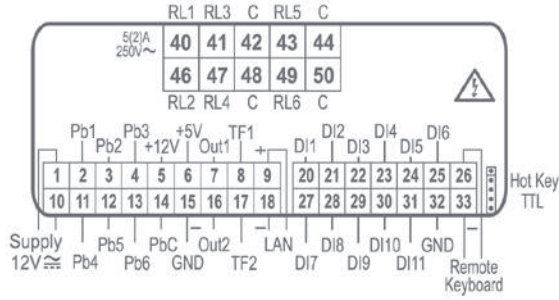 RL1 RL3 C RL5 C
5(2)A
250V~
40 41 42 43 44
46 47 48 49 50
RL2 RL4 C RL6 C
Pb1 Pb3 +5V TF1 DI2 DI4 DI6
Pb2 +12V Out1 + DI1 DI3 DI5
1 2 3 4 5 6 7 8 9 20 21 22 23 24 25 26
10 11 12 13 14 15 16 17 18 27 28 29 30 31 32 33
Hot Key
TTL
Supply Pb5 PbC – Out2 – LAN DI8 DI10 GND –
12V≂ Pb4 Pb6 GND TF2 DI7 DI9 DI11 Remote
Keyboard